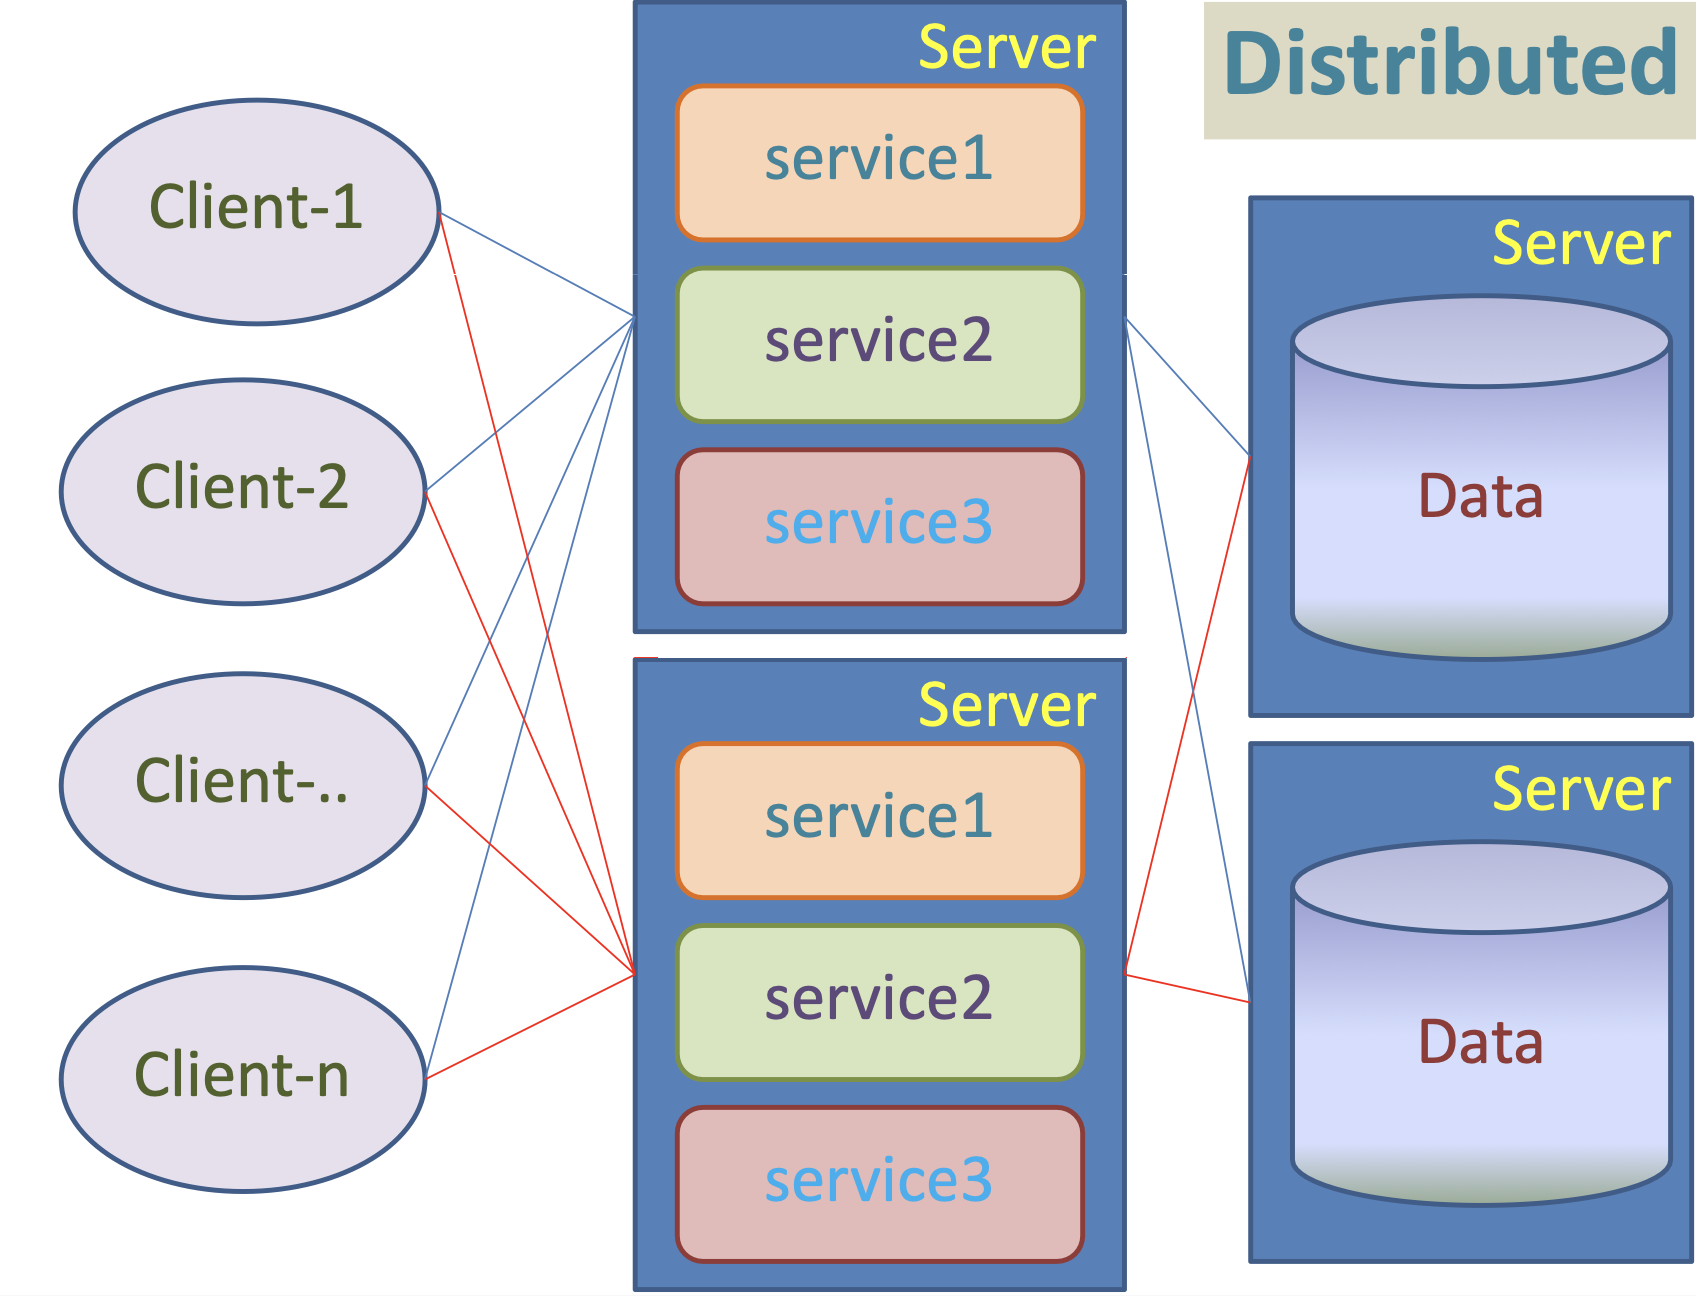 Distributed
Client-1
Client-2
Client-..
Client-n
Server
service1
service2
service3
Server
service1
service2
service3
Server
Data
Server
Data